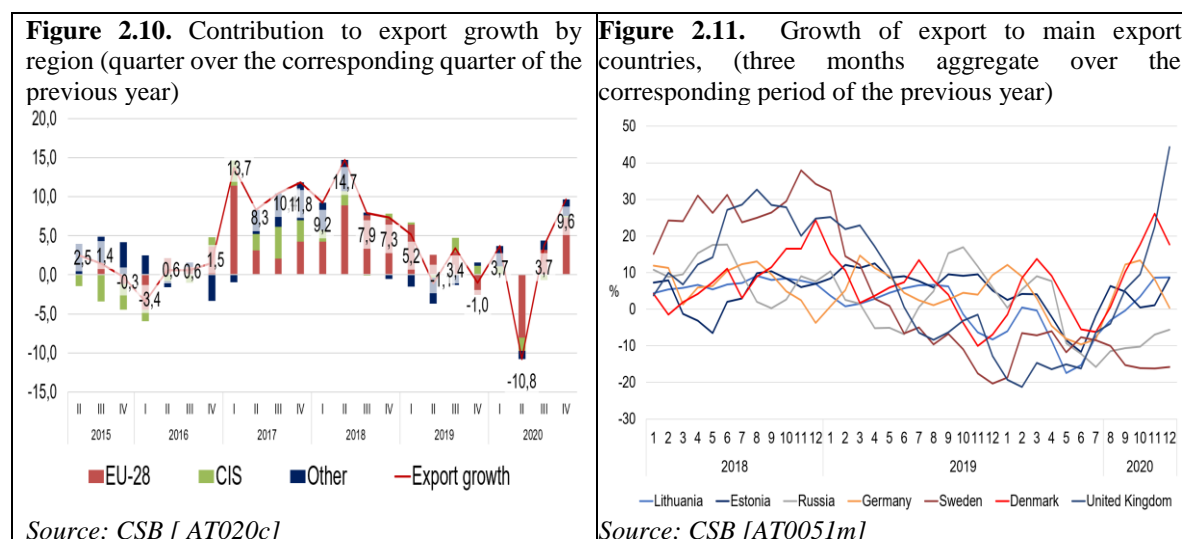 Figure 2.10. Contribution to export growth by
region (quarter over the corresponding quarter of the
previous year)
20,0
15,0
10,0
5,0
0,0
-5,0
-10,0
-15,0
2,5
1,4
-0,3
-3,4
0,6
0,6
1,5
13,7
8,3
10
11,8
9,2
14,7
7,9
7,3
5,2
3,4
-1,0
3,7
-10,8
3,7
9,6
II III IV I II III IV I II III IV I II III IV I II III IV I II III IV
2015 2016 2017 2018 2019 2020
EU-28 CIS Other Export growth
Source: CSB [ AT020c]
Figure 2.11. Growth of export to main export
countries, (three months aggregate over the
corresponding period of the previous year)
50
40
30
20
10
%
0
-10
-20
-30
1 2 3 4 5 6 7 8 9 10 11 12 1 2 3 4 5 6 7 8 9 10 11 12 1 2 3 4 5 6 7 8 9 10 11 12
2018 2019 2020
Lithuania Estonia Russia Germany Sweden Denmark United Kingdom
Source: CSB [AT0051m]